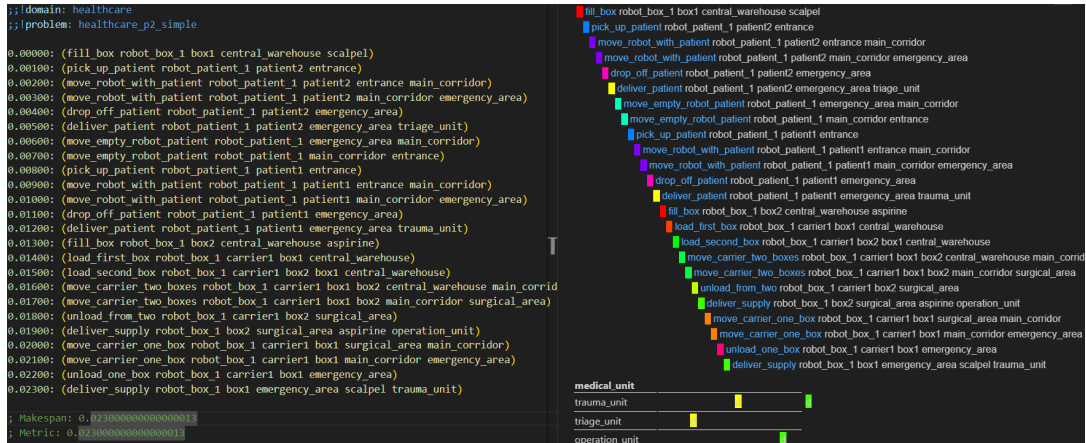 ;;!domain: healthcare
;;!problem: healthcare_p2_simple
0.00000: (fill_box robot_box_1 box1 central_warehouse scalpel)
0.00100: (pick_up_patient robot_patient_1 patient2 entrance)
0.00200: (move_robot_with_patient robot_patient_1 patient2 entrance main_corridor)
0.00300: (move_robot_with_patient robot_patient_1 patient2 main_corridor emergency_area)
0.00400: (drop_off_patient robot_patient_1 patient2 emergency_area)
0.00500: (deliver_patient robot_patient_1 patient2 emergency_area triage_unit)
0.00600: (move_empty_robot_patient robot_patient_1 emergency_area main_corridor)
0.00700: (move_empty_robot_patient robot_patient_1 main_corridor entrance)
0.00800: (pick_up_patient robot_patient_1 patient1 entrance)
0.00900: (move_robot_with_patient robot_patient_1 patient1 entrance main_corridor)
0.01000: (move_robot_with_patient robot_patient_1 patient1 main_corridor emergency_area)
0.01100: (drop_off_patient robot_patient_1 patient1 emergency_area)
0.01200: (deliver_patient robot_patient_1 patient1 emergency_area trauma_unit)
0.01300: (fill_box robot_box_1 box2 central_warehouse aspirine)
0.01400: (load_first_box robot_box_1 carrier1 box1 central_warehouse)
0.01500: (load_second_box robot_box_1 carrier1 box2 box1 central_warehouse)
0.01600: (move_carrier_two_boxes robot_box_1 carrier1 box1 box2 central_warehouse main_corrid
0.01700: (move_carrier_two_boxes robot_box_1 carrier1 box1 box2 main_corridor surgical_area)
0.01800: (unload_from_two robot_box_1 carrier1 box2 surgical_area)
0.01900: (deliver_supply robot_box_1 box2 surgical_area aspirine operation_unit)
0.02000: (move_carrier_one_box robot_box_1 carrier1 box1 surgical_area main_corridor)
0.02100: (move_carrier_one_box robot_box_1 carrier1 box1 main_corridor emergency_area)
0.02200: (unload_one_box robot_box_1 carrier1 box1 emergency_area)
0.02300: (deliver_supply robot_box_1 box1 emergency_area scalpel trauma_unit)
; Makespan: 0.023000000000000013
; Metric: 0.023000000000000013
fill_box robot_box_1 box1 central_warehouse scalpel
pick_up_patient robot_patient_1 patient2 entrance
move_robot_with_patient robot_patient_1 patient2 entrance main_corridor
move_robot_with_patient robot_patient_1 patient2 main_corridor emergency_area
drop_off_patient robot_patient_1 patient2 emergency_area
deliver_patient robot_patient_1 patient2 emergency_area triage_unit
move_empty_robot_patient robot_patient_1 emergency_area main_corridor
move_empty_robot_patient robot_patient_1 main_corridor entrance
pick_up_patient robot_patient_1 patient1 entrance
move_robot_with_patient robot_patient_1 patient1 entrance main_corridor
move_robot_with_patient robot_patient_1 patient1 main_corridor emergency_area
drop_off_patient robot_patient_1 patient1 emergency_area
deliver_patient robot_patient_1 patient1 emergency_area trauma_unit
fill_box robot_box_1 box2 central_warehouse aspirine
load_first_box robot_box_1 carrier1 box1 central_warehouse
load_second_box robot_box_1 carrier1 box2 box1 central_warehouse
move_carrier_two_boxes robot_box_1 carrier1 box1 box2 central_warehouse main_corrid
move_carrier_two_boxes robot_box_1 carrier1 box1 box2 main_corridor surgical_area
unload_from_two robot_box_1 carrier1 box2 surgical_area
deliver_supply robot_box_1 box2 surgical_area aspirine operation_unit
move_carrier_one_box robot_box_1 carrier1 box1 surgical_area main_corridor
move_carrier_one_box robot_box_1 carrier1 box1 main_corridor emergency_area
unload_one_box robot_box_1 carrier1 box1 emergency_area
deliver_supply robot_box_1 box1 emergency_area scalpel trauma_unit
medical_unit
trauma_unit
triage_unit
operation_unit